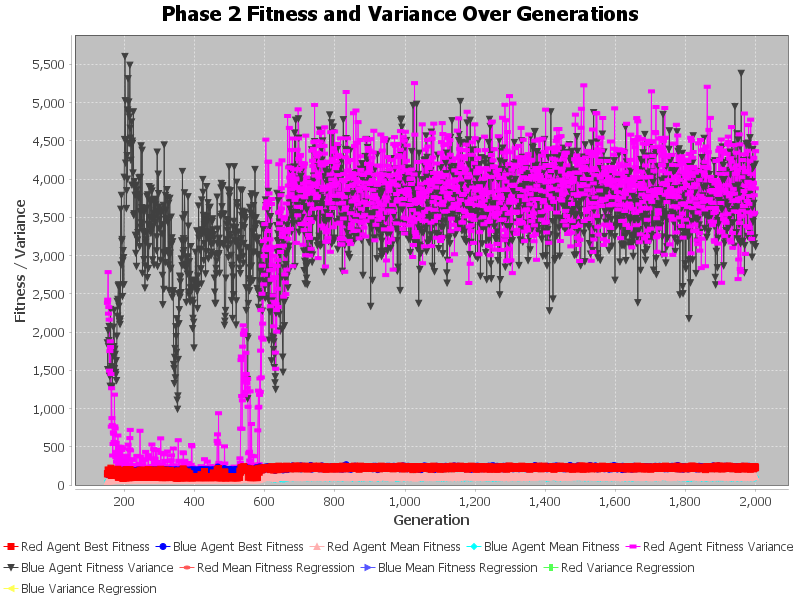 Phase 2 Fitness and Variance Over Generations
5,500
5,000
4,500
4,000
3,500
3,000
2,500
2,000
1,500
1,000
500
0
Fitness / Variance
200 400 600 800 1,000 1,200 1,400 1,600 1,800 2,000
Generation
Red Agent Best Fitness Blue Agent Best Fitness Red Agent Mean Fitness Blue Agent Mean Fitness Red Agent Fitness Variance
Blue Agent Fitness Variance Red Mean Fitness Regression Blue Mean Fitness Regression Red Variance Regression
Blue Variance Regression